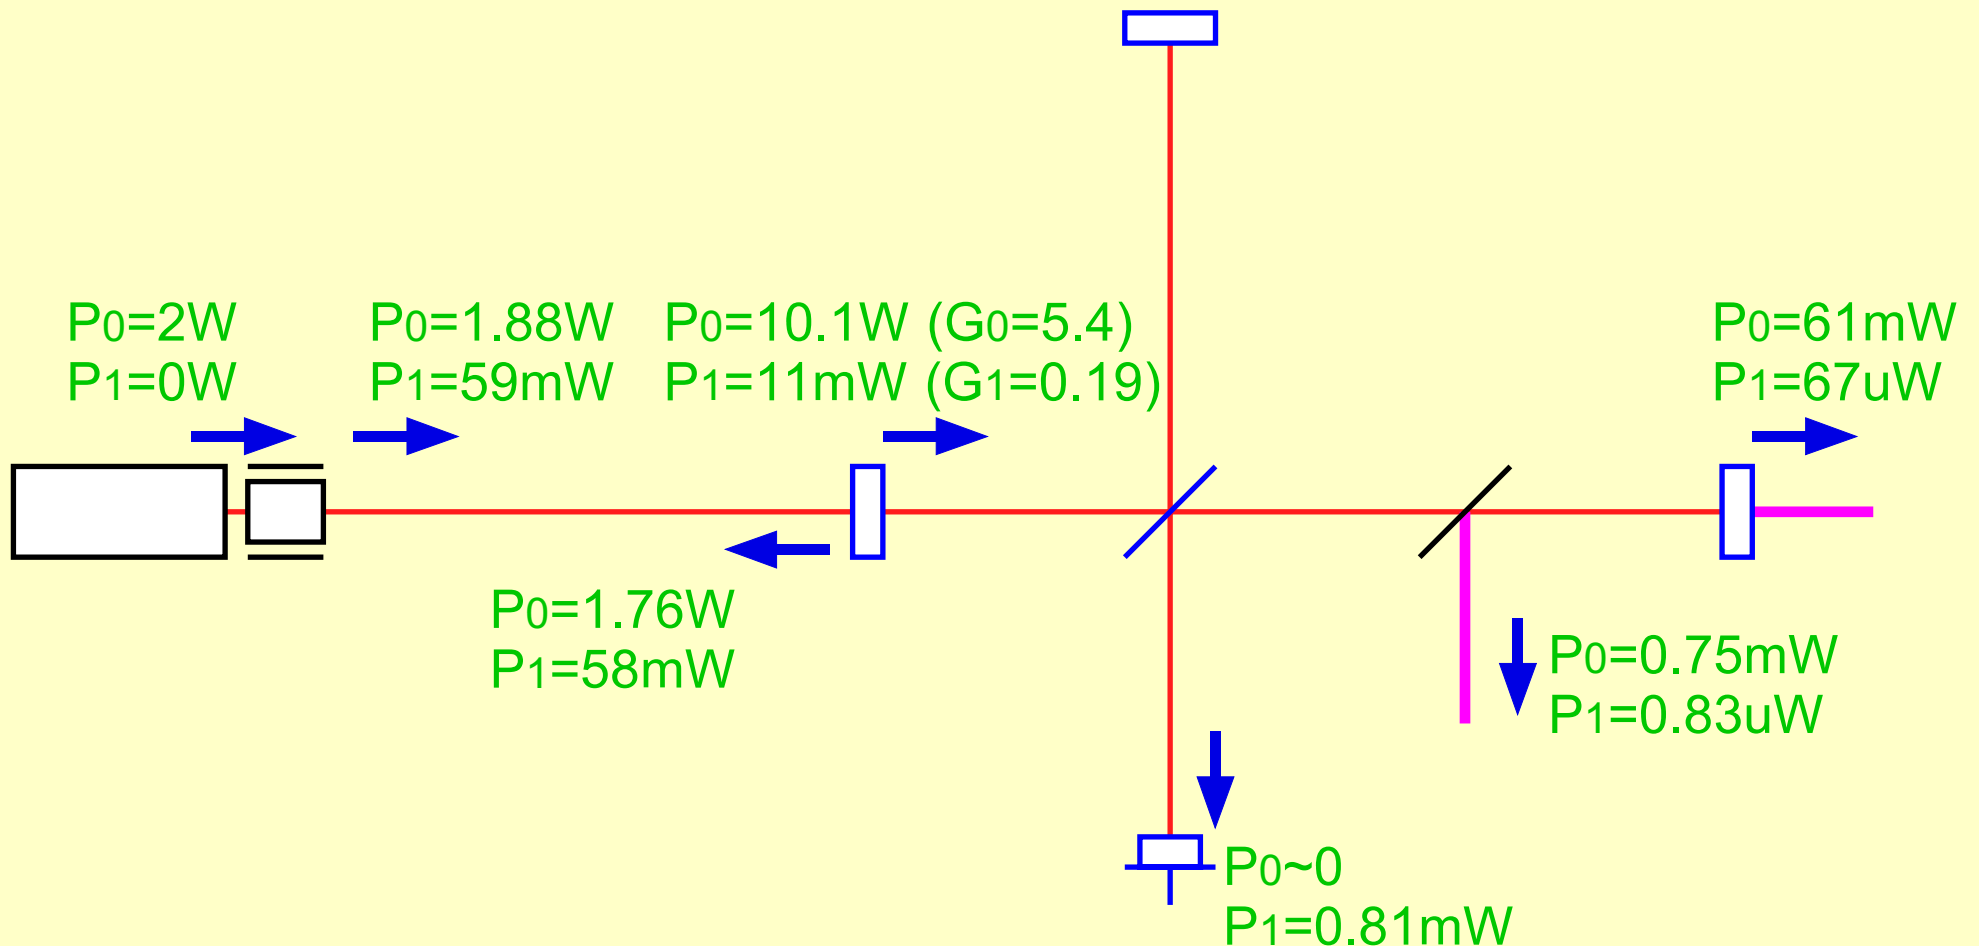 P0=2W
P1=0W
P0=1.88W
P1=59mW
P0=10.1W (G0=5.4)
P1=11mW (G1=0.19)
P0=61mW
P1=67uW
P0=1.76W
P1=58mW
P0=0.75mW
P1=0.83uW
P0~0
P1=0.81mW